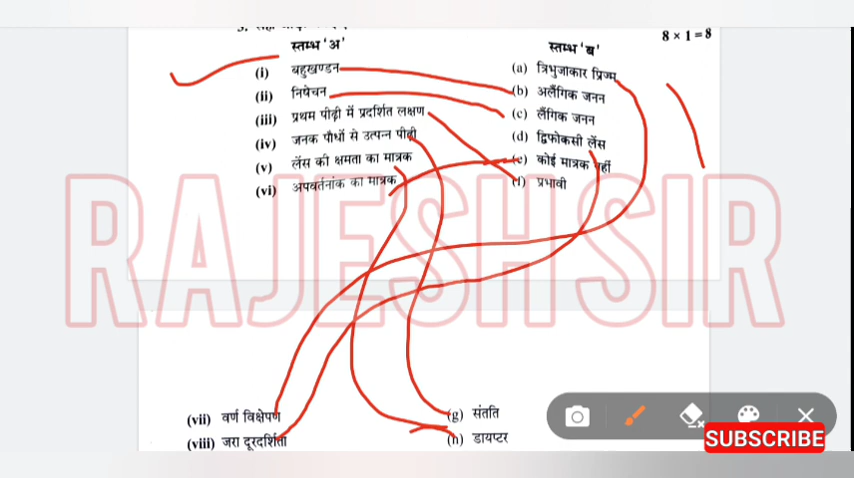 8 × 1 = 8
स्तम्भ 'अ' स्तम्भ 'ब'
(i) बहुखण्डन (a) त्रिभुजाकार प्रिज्म
(ii) निषेचन (b) अलैंगिक जनन
(iii) प्रथम पीढ़ी में प्रदर्शित लक्षण (c) लैंगिक जनन
(iv) जनक पौधों से उत्पन्न पीढ़ी (d) द्विफोकसी लेंस
(v) लेंस की क्षमता का मात्रक (e) कोई मात्रक नहीं
(vi) अपवर्तनांक का मात्रक (f) प्रभावी
RAJESH SIR
(vii) वर्ण विक्षेपण (g) संतति
(viii) जरा दूरदर्शिता (h) डायप्टर
SUBSCRIBE